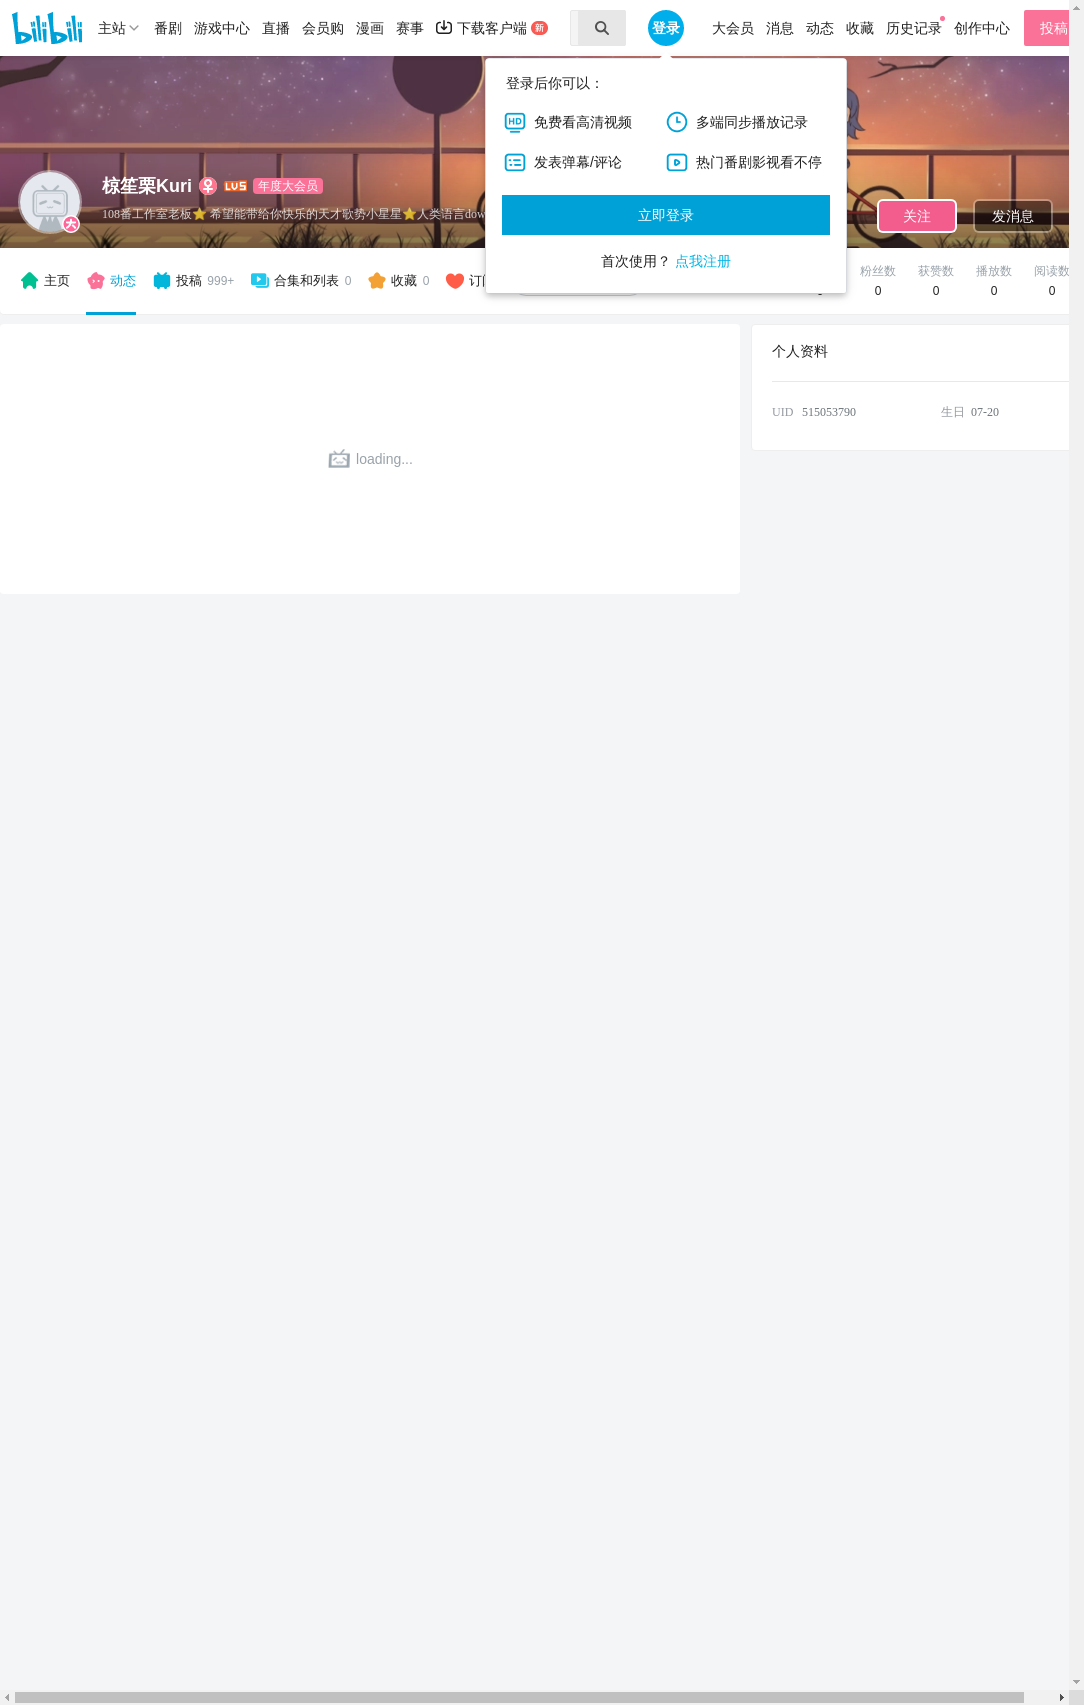 bilibili 主站 番剧 游戏中心 直播 会员购 漫画 赛事 下载客户端 新 登录 大会员 消息 动态 收藏 历史记录 创作中心 投稿
登录后你可以：
HD 免费看高清视频 多端同步播放记录
发表弹幕/评论 热门番剧影视看不停
立即登录
首次使用？ 点我注册
椋笙栗Kuri LV5 年度大会员
大
108番工作室老板⭐ 希望能带给你快乐的天才歌势小星星⭐人类语言dow
关注 发消息
主页 动态 投稿 999+ 合集和列表 0 收藏 0 粉丝数 获赞数 播放数 阅读数
0 0 0 0
loading...
个人资料
UID 515053790 生日 07-20